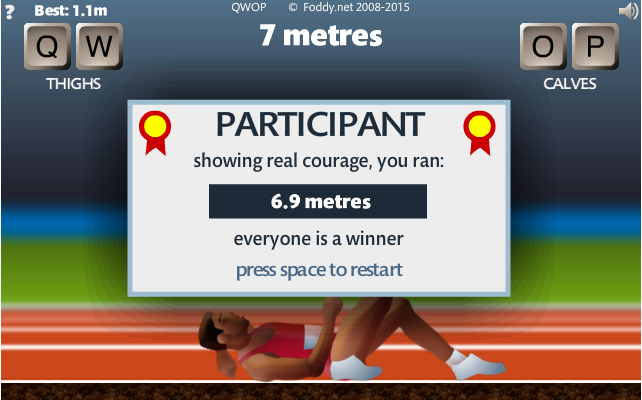 ?
Best: 1.1m
QWOP © Foddy.net 2008-2015
7 metres
Q W
THIGHS
O P
CALVES
PARTICIPANT
showing real courage, you ran:
6.9 metres
everyone is a winner
press space to restart